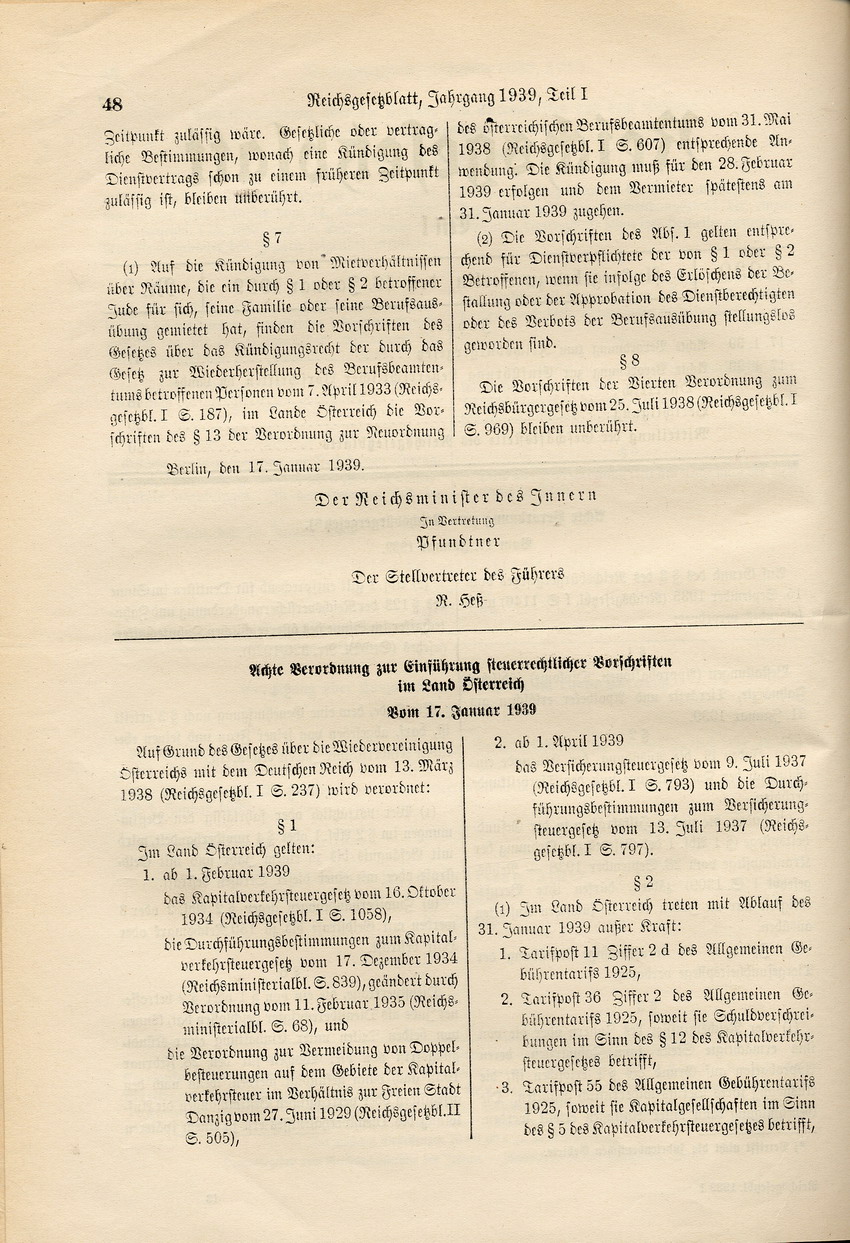 48
Reichsgesetzblatt, Jahrgang 1939, Teil I
Zeitpunkt zulässig wäre. Gesetzliche oder vertrag-
liche Bestimmungen, wonach eine Kündigung des
Dienstvertrags schon zu einem früheren Zeitpunkt
zulässig ist, bleiben unberührt.
§ 7
(1) Auf die Kündigung von Mietverhältnissen
über Räume, die ein durch § 1 oder § 2 betroffener
Jude für sich, seine Familie oder seine Berufsaus-
übung gemietet hat, finden die Vorschriften des
Gesetzes über das Kündigungsrecht der durch das
Gesetz zur Wiederherstellung des Berufsbeamten-
tums betroffenen Personen vom 7. April 1933 (Reichs-
gesetzbl. I S. 187), im Lande Österreich die Vor-
schriften des § 13 der Verordnung zur Neuordnung
des österreichischen Berufsbeamtentums vom 31. Mai
1938 (Reichsgesetzbl. I S. 607) entsprechende An-
wendung. Die Kündigung muß für den 28. Februar
1939 erfolgen und dem Vermieter spätestens am
31. Januar 1939 zugehen.
(2) Die Vorschriften des Abs. 1 gelten entspre-
chend für Dienstverpflichtete der von § 1 oder § 2
Betroffenen, wenn sie infolge des Erlöschens der Be-
stallung oder der Approbation des Dienstberechtigten
oder des Verbots der Berufsausübung stellungslos
geworden sind.
§ 8
Die Vorschriften der Vierten Verordnung zum
Reichsbürgergesetz vom 25. Juli 1938 (Reichsgesetzbl. I
S. 969) bleiben unberührt.
Berlin, den 17. Januar 1939.
Der Reichsminister des Innern
In Vertretung
Pfundtner
Der Stellvertreter des Führers
R. Heß
Achte Verordnung zur Einführung steuerrechtlicher Vorschriften
im Land Österreich
Vom 17. Januar 1939
Auf Grund des Gesetzes über die Wiedervereinigung
Österreichs mit dem Deutschen Reich vom 13. März
1938 (Reichsgesetzbl. I S. 237) wird verordnet:
§ 1
Im Land Österreich gelten:
1. ab 1. Februar 1939
das Kapitalverkehrsteuergesetz vom 16. Oktober
1934 (Reichsgesetzbl. I S. 1058),
die Durchführungsbestimmungen zum Kapital-
verkehrsteuergesetz vom 17. Dezember 1934
(Reichsministerialbl. S. 839), geändert durch
Verordnung vom 11. Februar 1935 (Reichs-
ministerialbl. S. 68), und
die Verordnung zur Vermeidung von Doppel-
besteuerungen auf dem Gebiete der Kapital-
verkehrsteuer im Verhältnis zur Freien Stadt
Danzig vom 27. Juni 1929 (Reichsgesetzbl. II
S. 505),
2. ab 1. April 1939
das Versicherungsteuergesetz vom 9. Juli 1937
(Reichsgesetzbl. I S. 793) und die Durch-
führungsbestimmungen zum Versicherung-
steuergesetz vom 13. Juli 1937 (Reichs-
gesetzbl. I S. 797).
§ 2
(1) Im Land Österreich treten mit Ablauf des
31. Januar 1939 außer Kraft:
1. Tarifpost 11 Ziffer 2 d des Allgemeinen Ge-
bührentarifs 1925,
2. Tarifpost 36 Ziffer 2 des Allgemeinen Ge-
bührentarifs 1925, soweit sie Schuldverschrei-
bungen im Sinn des § 12 des Kapitalverkehr-
steuergesetzes betrifft,
3. Tarifpost 55 des Allgemeinen Gebührentarifs
1925, soweit sie Kapitalgesellschaften im Sinn
des § 5 des Kapitalverkehrsteuergesetzes betrifft,